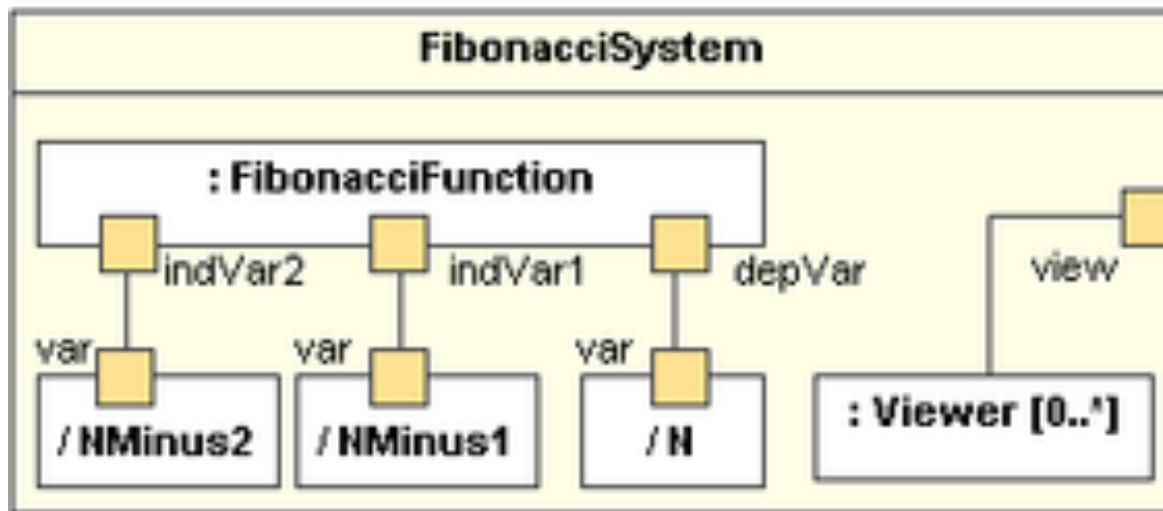 FibonacciSystem
: FibonacciFunction
indVar2
indVar1
depVar
view
var
var
var
/ NMinus2
/ NMinus1
/ N
: Viewer [0..*]